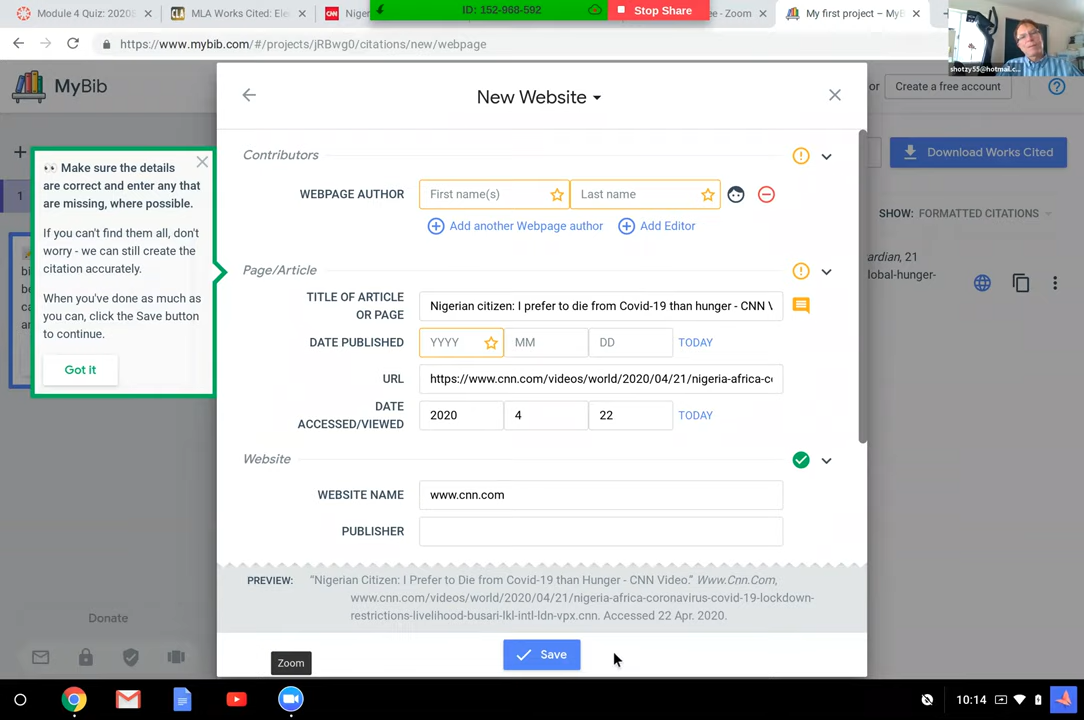 Module 4 Quiz: 2020E
MLA Works Cited: Ele
Nige
ID: 152-968-592
Stop Share
ee - Zoom
My first project – MyB
https://www.mybib.com/#/projects/jRBwg0/citations/new/webpage
shotzy55@hotmail.c...
MyBib
or
Create a free account
New Website
Download Works Cited
SHOW: FORMATTED CITATIONS
ardian, 21
lobal-hunger-
👀 Make sure the details
are correct and enter any that
are missing, where possible.
If you can't find them all, don't
worry - we can still create the
citation accurately.
When you've done as much as
you can, click the Save button
to continue.
Got it
Contributors
WEBPAGE AUTHOR
First name(s)
Last name
Add another Webpage author
Add Editor
Page/Article
TITLE OF ARTICLE
OR PAGE
Nigerian citizen: I prefer to die from Covid-19 than hunger - CNN V
DATE PUBLISHED
YYYY
MM
DD
TODAY
URL
https://www.cnn.com/videos/world/2020/04/21/nigeria-africa-co
DATE
ACCESSED/VIEWED
2020
4
22
TODAY
Website
WEBSITE NAME
www.cnn.com
PUBLISHER
PREVIEW:
“Nigerian Citizen: I Prefer to Die from Covid-19 than Hunger - CNN Video.” Www.Cnn.Com,
www.cnn.com/videos/world/2020/04/21/nigeria-africa-coronavirus-covid-19-lockdown-
restrictions-livelihood-busari-lkl-intl-ldn-vpx.cnn. Accessed 22 Apr. 2020.
Save
Donate
Zoom
10:14